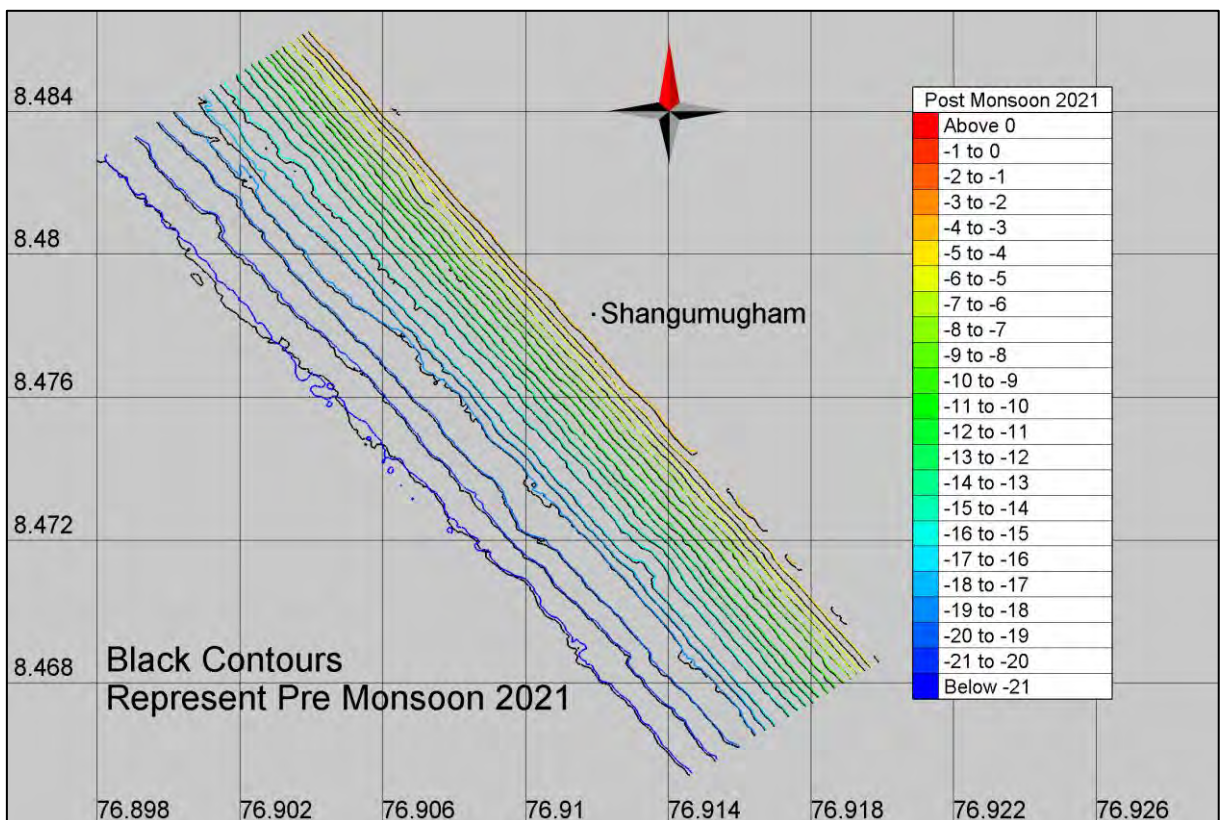 8.484
8.48
8.476
8.472
8.468
Shangumugham
Black Contours
Represent Pre Monsoon 2021
76.898
76.902
76.906
76.91
76.914
76.918
76.922
76.926
Post Monsoon 2021
Above 0
-1 to 0
-2 to -1
-3 to -2
-4 to -3
-5 to -4
-6 to -5
-7 to -6
-8 to -7
-9 to -8
-10 to -9
-11 to -10
-12 to -11
-13 to -12
-14 to -13
-15 to -14
-16 to -15
-17 to -16
-18 to -17
-19 to -18
-20 to -19
-21 to -20
Below -21